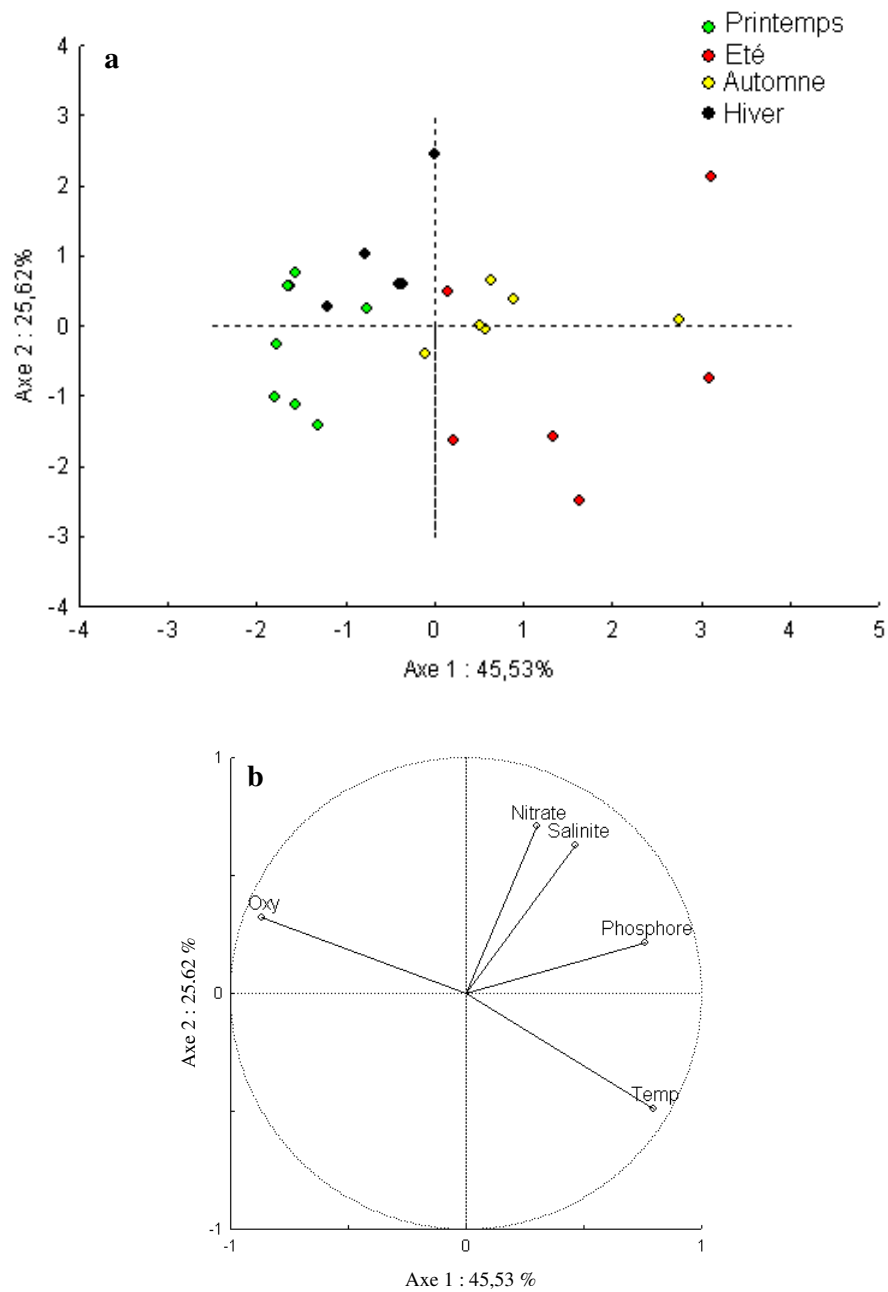 a
Printemps
Eté
Automne
Hiver
4
3
2
1
0
-1
-2
-3
-4
Axe 2 : 25,62%
-4 -3 -2 -1 0 1 2 3 4 5
Axe 1 : 45,53%
b
1
0
-1
Axe 2 : 25.62 %
Nitrate
Salinite
Oxy
Phosphore
Temp
-1 0 1
Axe 1 : 45,53 %